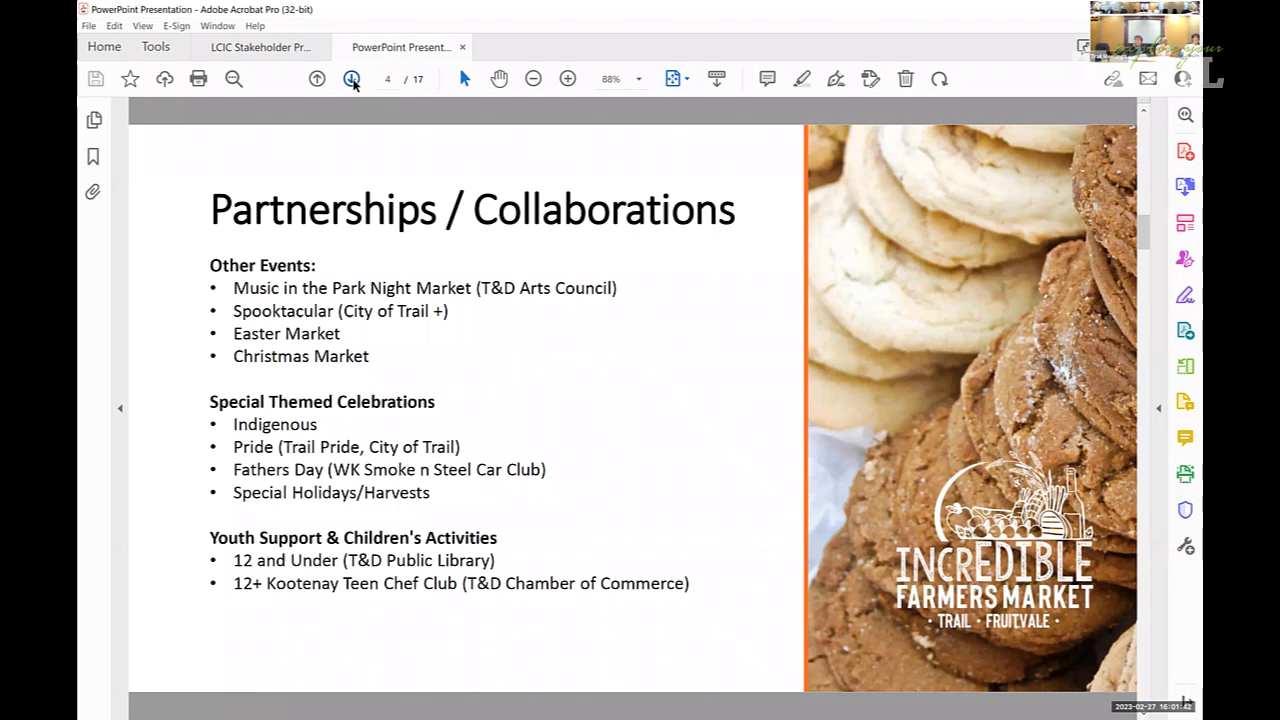 PowerPoint Presentation - Adobe Acrobat Pro (32-bit)
File Edit View Window Help
Home Tools LCIC Stakeholder Pr... PowerPoint Present... ×
4 / 17 88%
Partnerships / Collaborations
Other Events:
• Music in the Park Night Market (T&D Arts Council)
• Spooktacular (City of Trail +)
• Easter Market
• Christmas Market
Special Themed Celebrations
• Indigenous
• Pride (Trail Pride, City of Trail)
• Fathers Day (WK Smoke n Steel Car Club)
• Special Holidays/Harvests
Youth Support & Children's Activities
• 12 and Under (T&D Public Library)
• 12+ Kootenay Teen Chef Club (T&D Chamber of Commerce)
INCREDIBLE
FARMERS MARKET
• TRAIL • FRUITVALE •
2023-02-27 16:01:42